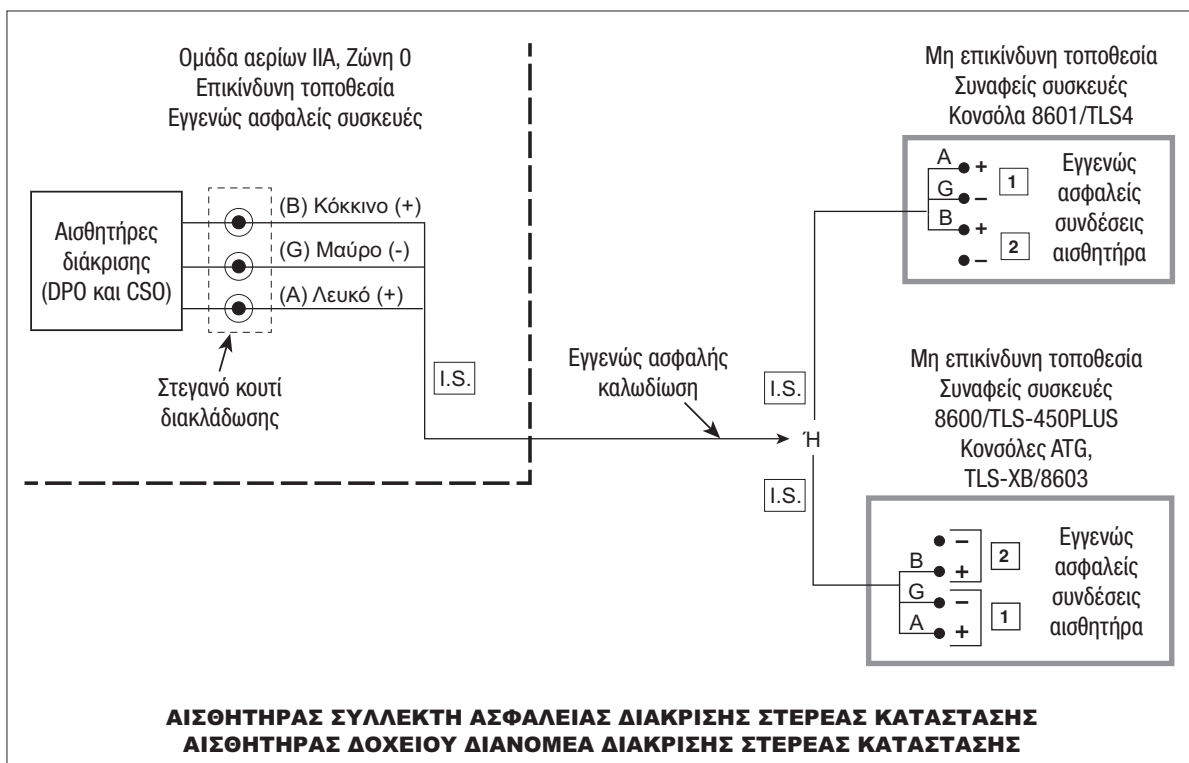 Ομάδα αερίων IIA, Ζώνη 0
Επικίνδυνη τοποθεσία
Εγγενώς ασφαλείς συσκευές
Αισθητήρες
διάκρισης
(DPO και CSO)
(B) Κόκκινο (+)
(G) Μαύρο (-)
(A) Λευκό (+)
Στεγανό κουτί
διακλάδωσης
I.S.
Εγγενώς ασφαλής
καλωδίωση
Ή
I.S.
I.S.
Μη επικίνδυνη τοποθεσία
Συναφείς συσκευές
Κονσόλα 8601/TLS4
A +
G –
B +
–
1
2
Εγγενώς
ασφαλείς
συνδέσεις
αισθητήρα
Μη επικίνδυνη τοποθεσία
Συναφείς συσκευές
8600/TLS-450PLUS
Κονσόλες ATG,
TLS-XB/8603
–
B +
G –
A +
2
1
Εγγενώς
ασφαλείς
συνδέσεις
αισθητήρα
ΑΙΣΘΗΤΗΡΑΣ ΣΥΛΛΕΚΤΗ ΑΣΦΑΛΕΙΑΣ ΔΙΑΚΡΙΣΗΣ ΣΤΕΡΕΑΣ ΚΑΤΑΣΤΑΣΗΣ
ΑΙΣΘΗΤΗΡΑΣ ΔΟΧΕΙΟΥ ΔΙΑΝΟΜΕΑ ΔΙΑΚΡΙΣΗΣ ΣΤΕΡΕΑΣ ΚΑΤΑΣΤΑΣΗΣ